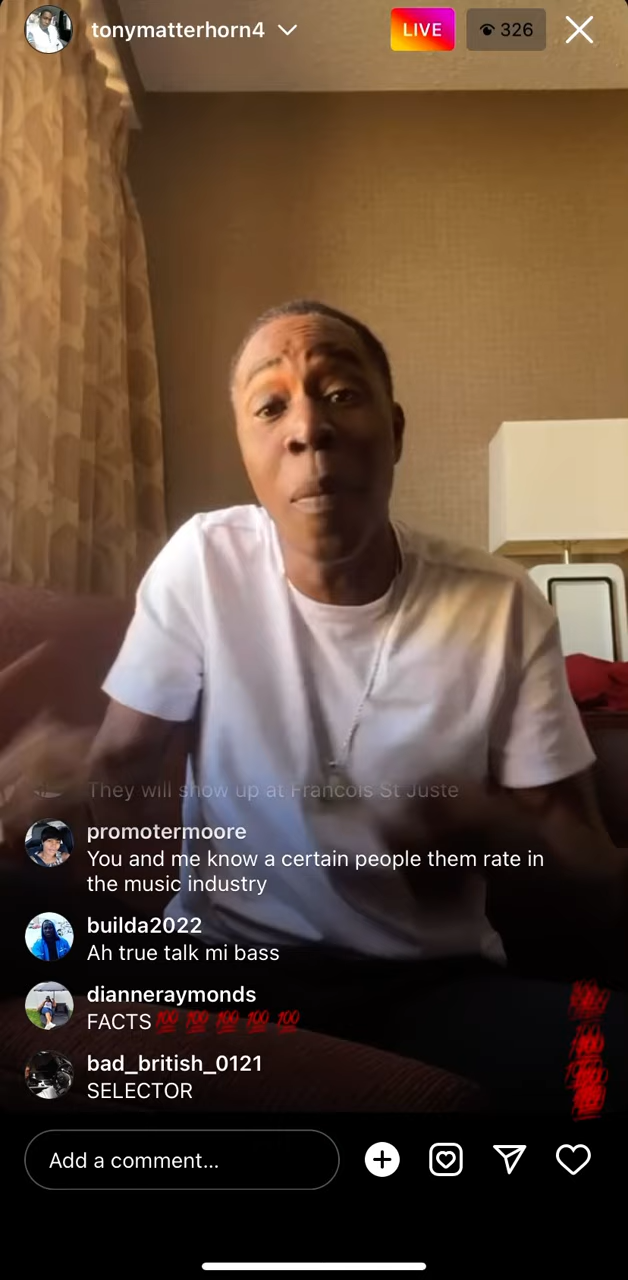 tonymatterhorn4
LIVE
326
They will show up at Francois St Juste
promotermoore
You and me know a certain people them rate in
the music industry
builda2022
Ah true talk mi bass
dianneraymonds
FACTS💯 💯 💯 💯 💯
bad_british_0121
SELECTOR
Add a comment...